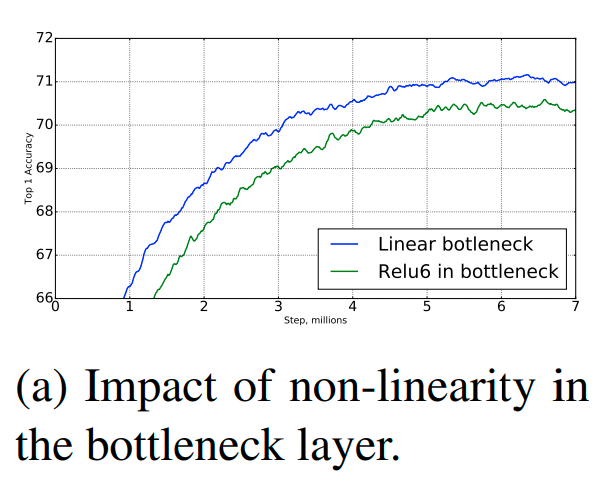 72
71
70
69
68
67
66
Top 1 Accuracy
Linear botleneck
Relu6 in bottleneck
0 1 2 3 4 5 6 7
Step, millions
(a) Impact of non-linearity in
the bottleneck layer.